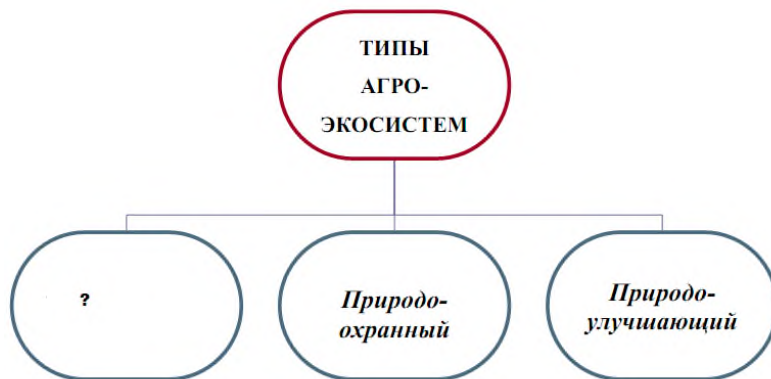 ТИПЫ
АГРО-
ЭКОСИСТЕМ
?
Природо-
охранный
Природо-
улучшающий